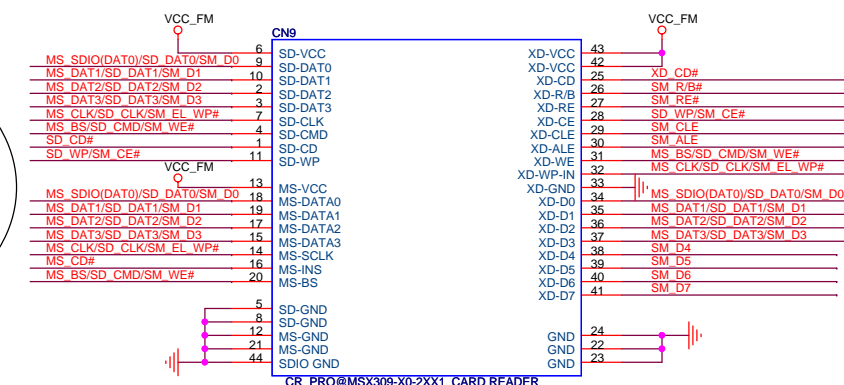 VCC_FM VCC_FM
CN9
6 SD-VCC XD-VCC 43
MS_SDIO(DAT0)/SD_DAT0/SM_D0 9 SD-DAT0 XD-VCC 42
MS_DAT1/SD_DAT1/SM_D1 10 SD-DAT1 XD-CD 25 XD_CD#
MS_DAT2/SD_DAT2/SM_D2 2 SD-DAT2 XD-R/B 26 SM_R/B#
MS_DAT3/SD_DAT3/SM_D3 3 SD-DAT3 XD-RE 27 SM_RE#
MS_CLK/SD_CLK/SM_EL_WP# 7 SD-CLK XD-CE 28 SD_WP/SM_CE#
MS_BS/SD_CMD/SM_WE# 4 SD-CMD XD-CLE 29 SM_CLE
SD_CD# 1 SD-CD XD-ALE 30 SM_ALE
SD_WP/SM_CE# 11 SD-WP XD-WE 31 MS_BS/SD_CMD/SM_WE#
VCC_FM XD-WP-IN 32 MS_CLK/SD_CLK/SM_EL_WP#
13 MS-VCC XD-GND 33
MS_SDIO(DAT0)/SD_DAT0/SM_D0 18 MS-DATA0 XD-D0 34 MS_SDIO(DAT0)/SD_DAT0/SM_D0
MS_DAT1/SD_DAT1/SM_D1 19 MS-DATA1 XD-D1 35 MS_DAT1/SD_DAT1/SM_D1
MS_DAT2/SD_DAT2/SM_D2 17 MS-DATA2 XD-D2 36 MS_DAT2/SD_DAT2/SM_D2
MS_DAT3/SD_DAT3/SM_D3 15 MS-DATA3 XD-D3 37 MS_DAT3/SD_DAT3/SM_D3
MS_CLK/SD_CLK/SM_EL_WP# 14 MS-SCLK XD-D4 38 SM_D4
MS_CD# 16 MS-INS XD-D5 39 SM_D5
MS_BS/SD_CMD/SM_WE# 20 MS-BS XD-D6 40 SM_D6
XD-D7 41 SM_D7
5 SD-GND
8 SD-GND
12 MS-GND GND 24
21 MS-GND GND 22
44 SDIO GND GND 23
CR_PRO@MSX309-X0-2XX1_CARD READER